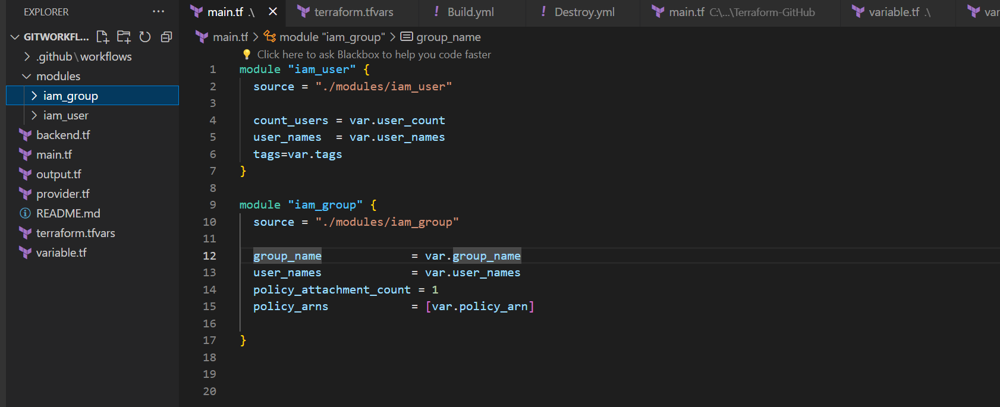 EXPLORER ...
GITWORKFL...
.github\workflows
modules
iam_group
iam_user
backend.tf
main.tf
output.tf
provider.tf
README.md
terraform.tfvars
variable.tf
main.tf .\ terraform.tfvars ! Build.yml ! Destroy.yml main.tf C:\...\Terraform-GitHub variable.tf .\ var
main.tf > module "iam_group" > group_name
Click here to ask Blackbox to help you code faster
1 module "iam_user" {
2   source = "./modules/iam_user"
3
4   count_users = var.user_count
5   user_names  = var.user_names
6   tags=var.tags
7 }
8
9 module "iam_group" {
10   source = "./modules/iam_group"
11
12   group_name              = var.group_name
13   user_names              = var.user_names
14   policy_attachment_count = 1
15   policy_arns             = [var.policy_arn]
16
17 }
18
19
20